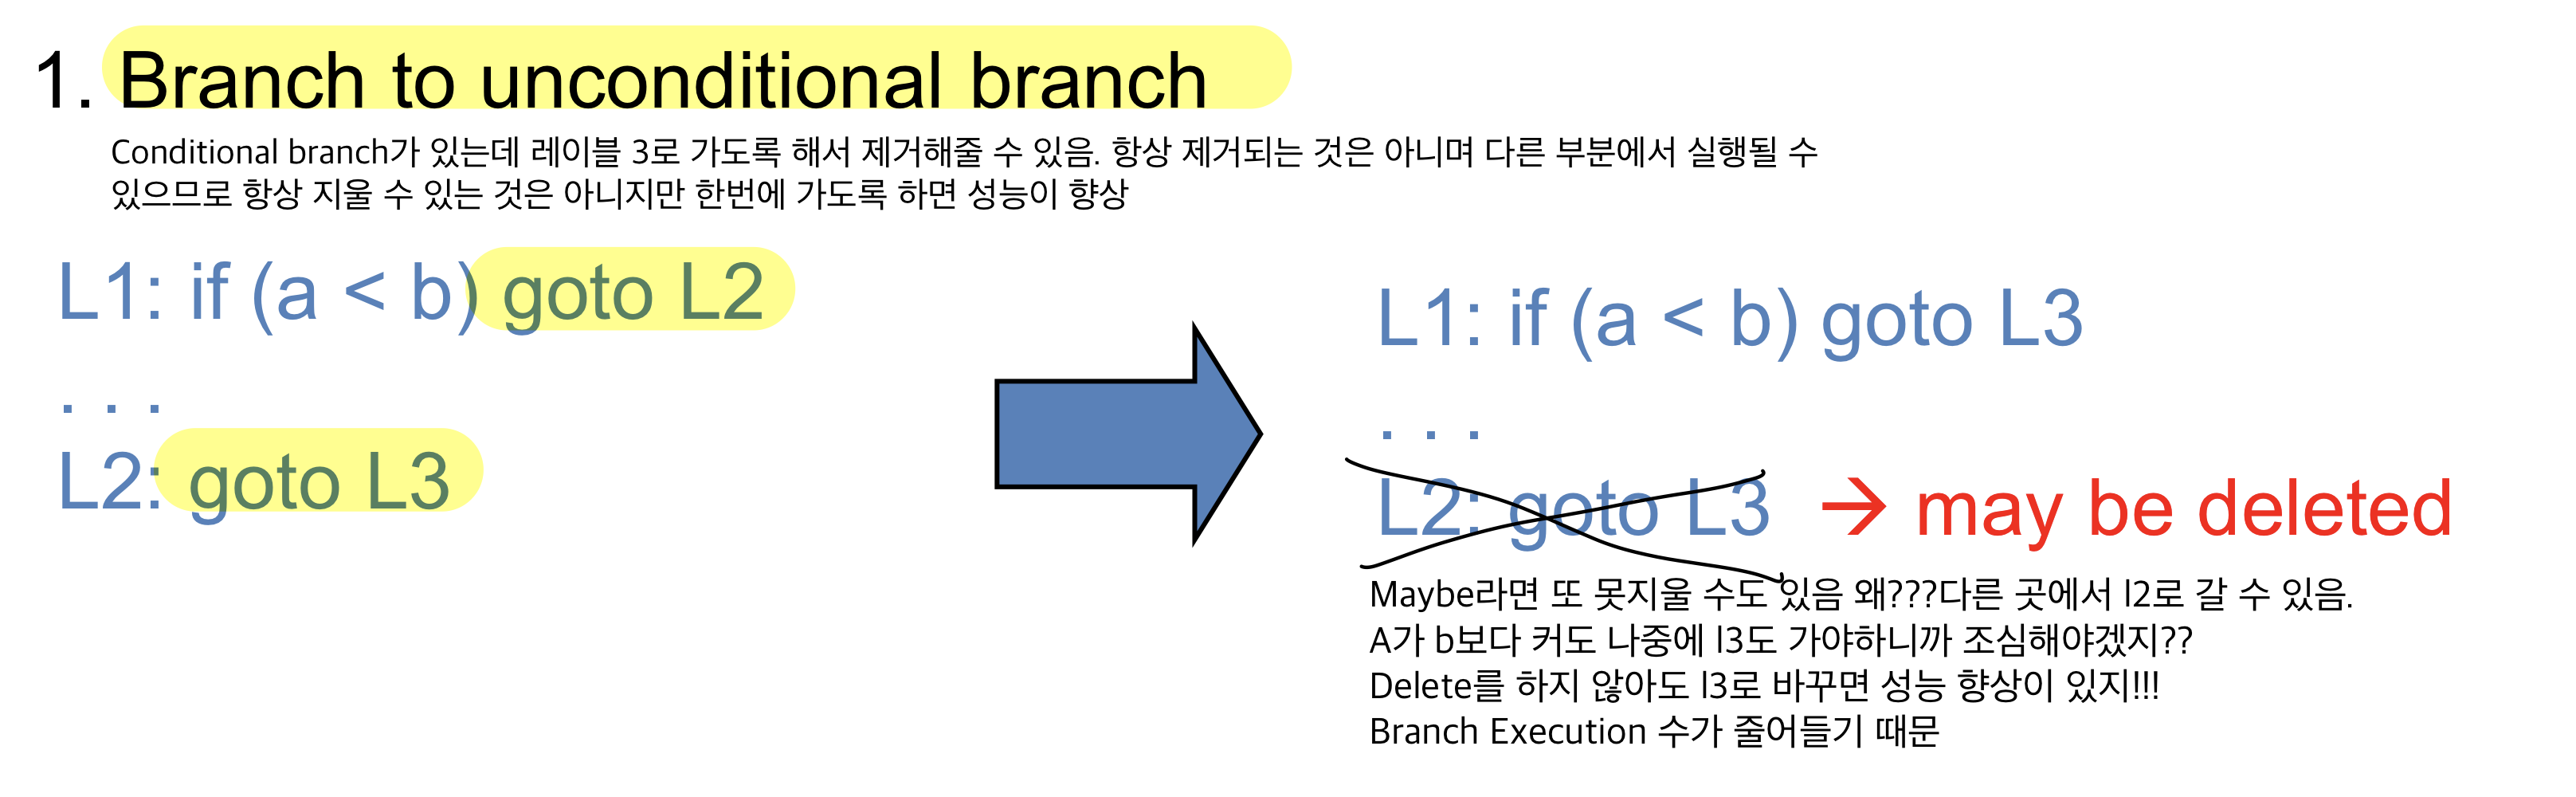 1. Branch to unconditional branch
Conditional branch가 있는데 레이블 3로 가도록 해서 제거해줄 수 있음. 항상 제거되는 것은 아니며 다른 부분에서 실행될 수
있으므로 항상 지울 수 있는 것은 아니지만 한번에 가도록 하면 성능이 향상
L1: if (a < b) goto L2
. . .
L2: goto L3
L1: if (a < b) goto L3
. . .
L2: goto L3 → may be deleted
Maybe라면 또 못지울 수도 있음 왜???다른 곳에서 l2로 갈 수 있음.
A가 b보다 커도 나중에 l3도 가야하니까 조심해야겠지??
Delete를 하지 않아도 l3로 바꾸면 성능 향상이 있지!!!
Branch Execution 수가 줄어들기 때문